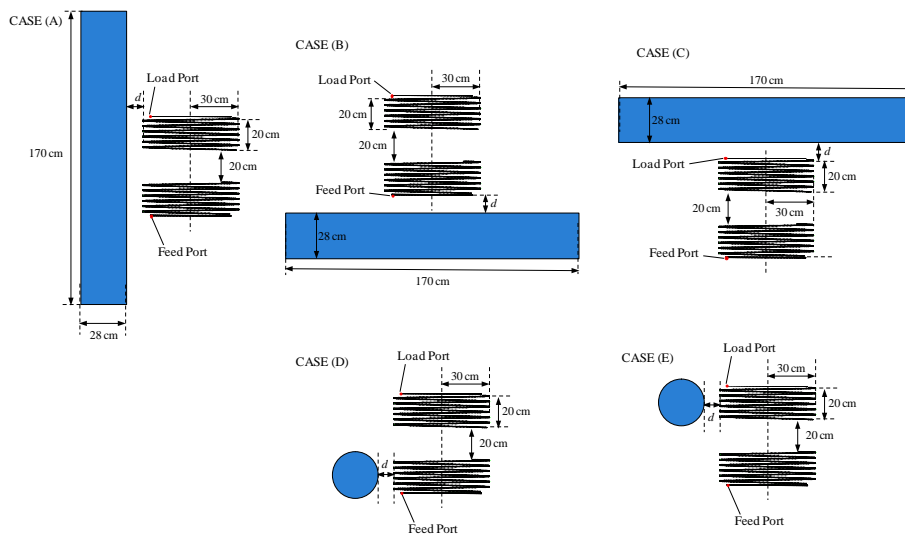 CASE (A)
170 cm
28 cm
d
Load Port
30 cm
20 cm
20 cm
Feed Port
CASE (B)
Load Port
30 cm
20 cm
20 cm
Feed Port
d
28 cm
170 cm
CASE (C)
170 cm
28 cm
d
Load Port
20 cm
30 cm
20 cm
Feed Port
CASE (D)
Load Port
30 cm
20 cm
20 cm
d
Feed Port
CASE (E)
Load Port
30 cm
20 cm
d
20 cm
Feed Port